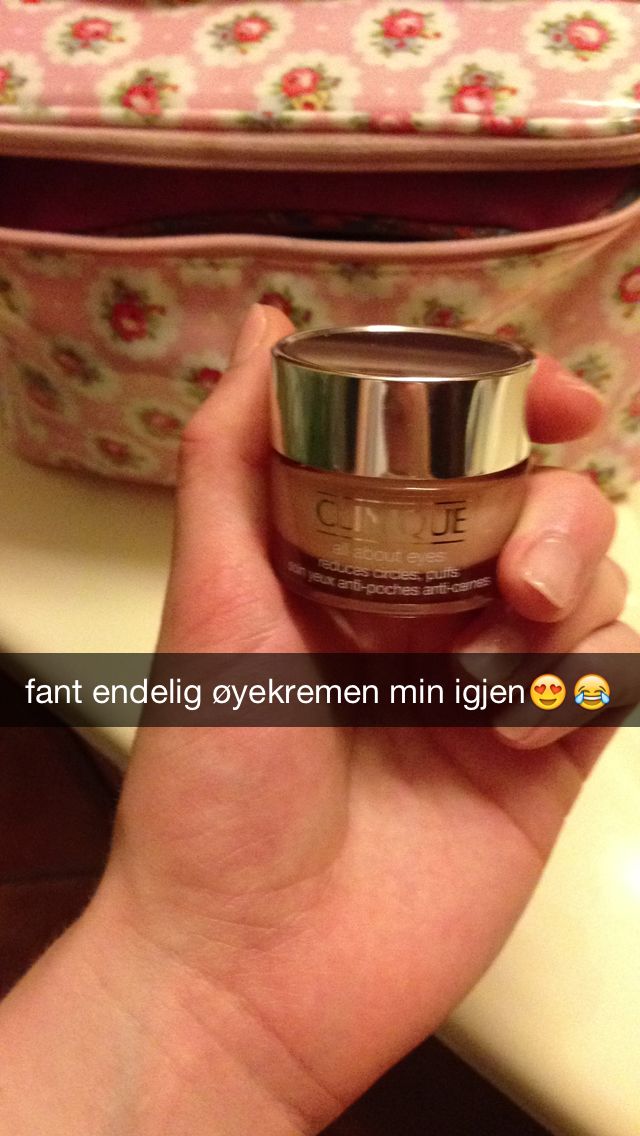 CLINIQUE
all about eyes
reduces circles, puffs
soin yeux anti-poches anti-cernes
fant endelig øyekremen min igjen😍😂